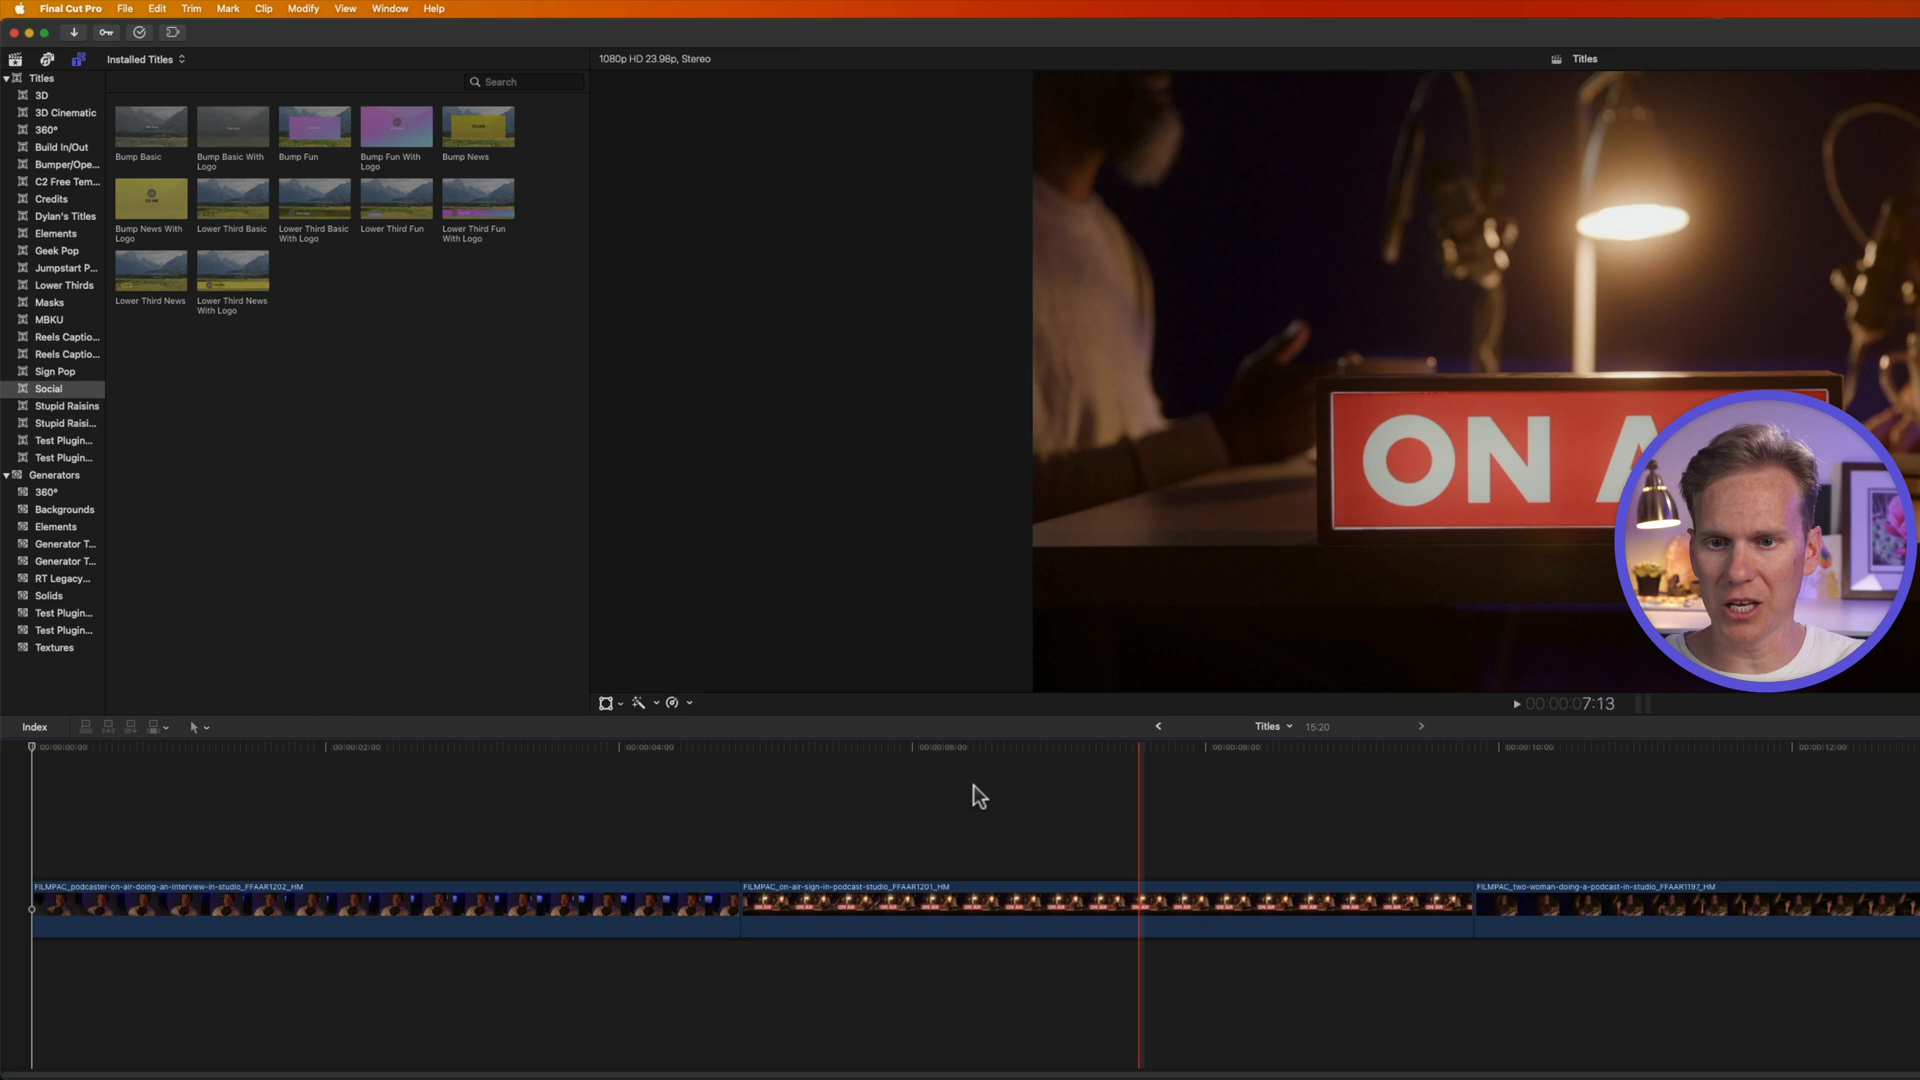 Final Cut Pro File Edit Trim Mark Clip Modify View Window Help
Installed Titles
1080p HD 23.98p, Stereo
Titles
Search
Titles
3D
3D Cinematic
360°
Build In/Out
Bumper/Ope...
C2 Free Tem...
Credits
Dylan's Titles
Elements
Geek Pop
Jumpstart P...
Lower Thirds
Masks
MBKU
Reels Captio...
Reels Captio...
Sign Pop
Social
Stupid Raisins
Stupid Raisi...
Test Plugin...
Test Plugin...
Generators
360°
Backgrounds
Elements
Generator T...
Generator T...
RT Legacy...
Solids
Test Plugin...
Test Plugin...
Textures
Bump Basic
Bump Basic With
Logo
Bump Fun
Bump Fun With
Logo
Bump News
Bump News With
Logo
Lower Third Basic
Lower Third Basic
With Logo
Lower Third Fun
Lower Third Fun
With Logo
Lower Third News
Lower Third News
With Logo
ON A
00:00:07:13
Index
Titles
15:20
00:00:00:00
00:00:02:00
00:00:04:00
00:00:06:00
00:00:08:00
00:00:10:00
00:00:12:00
FILMPAC_podcaster-on-air-doing-an-interview-in-studio_FFAAR1202_HM
FILMPAC_on-air-sign-in-podcast-studio_FFAAR1201_HM
FILMPAC_two-woman-doing-a-podcast-in-studio_FFAAR1197_HM